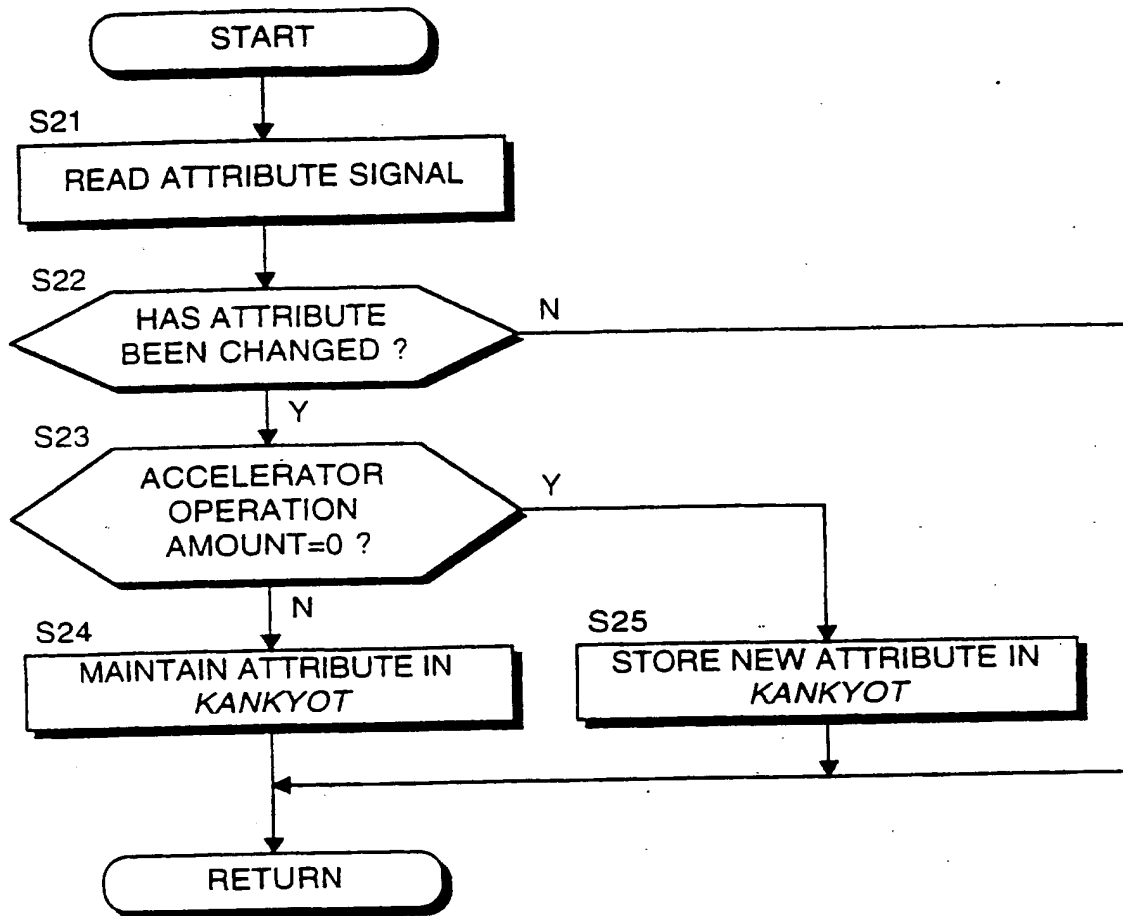 START
S21
READ ATTRIBUTE SIGNAL
S22
HAS ATTRIBUTE
BEEN CHANGED ?
N
Y
S23
ACCELERATOR
OPERATION
AMOUNT=0 ?
Y
N
S24
MAINTAIN ATTRIBUTE IN
KANKYOT
S25
STORE NEW ATTRIBUTE IN
KANKYOT
RETURN